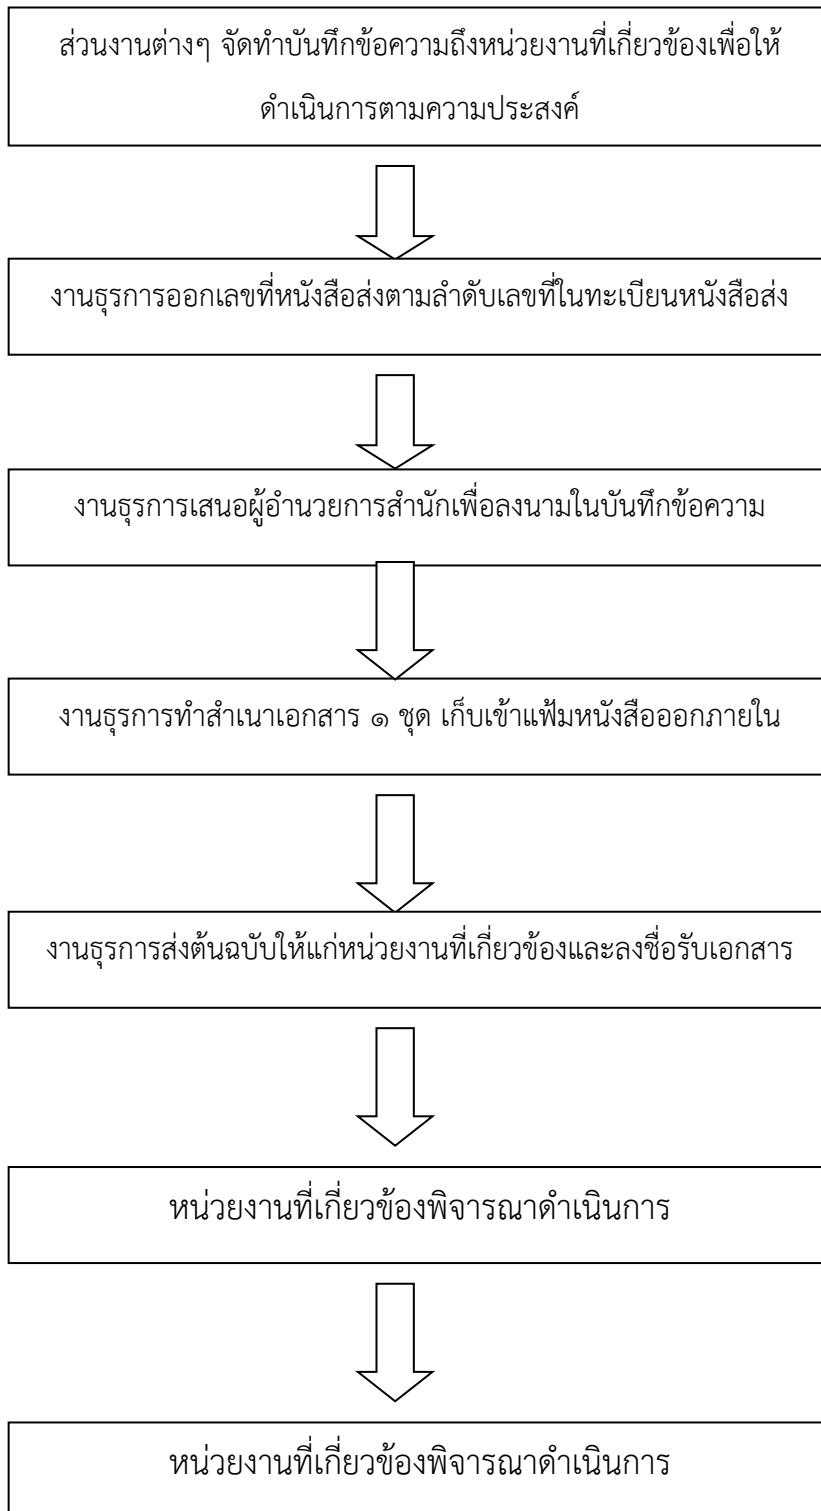 ส่วนงานต่างๆ จัดทำบันทึกข้อความถึงหน่วยงานที่เกี่ยวข้องเพื่อให้
ดำเนินการตามความประสงค์
งานธุรการออกเลขที่หนังสือส่งตามลำดับเลขที่ในทะเบียนหนังสือส่ง
งานธุรการเสนอผู้อำนวยการสำนักเพื่อลงนามในบันทึกข้อความ
งานธุรการทำสำเนาเอกสาร ๑ ชุด เก็บเข้าแฟ้มหนังสือออกภายใน
งานธุรการส่งต้นฉบับให้แก่หน่วยงานที่เกี่ยวข้องและลงชื่อรับเอกสาร
หน่วยงานที่เกี่ยวข้องพิจารณาดำเนินการ
หน่วยงานที่เกี่ยวข้องพิจารณาดำเนินการ